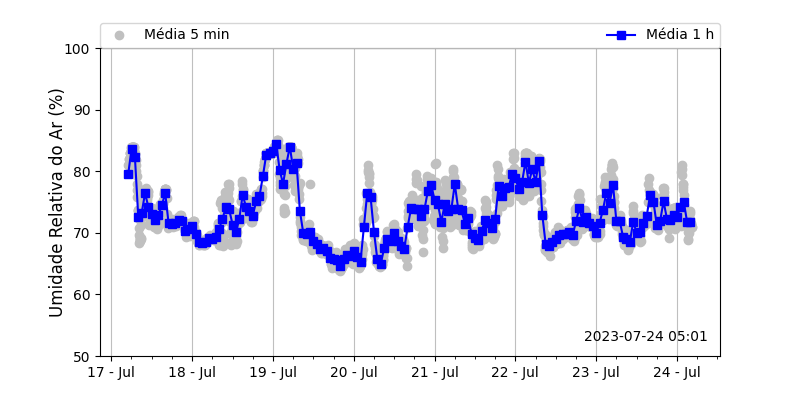 Média 5 min
Média 1 h
100
90
80
70
60
50
Umidade Relativa do Ar (%)
2023-07-24 05:01
17 - Jul
18 - Jul
19 - Jul
20 - Jul
21 - Jul
22 - Jul
23 - Jul
24 - Jul